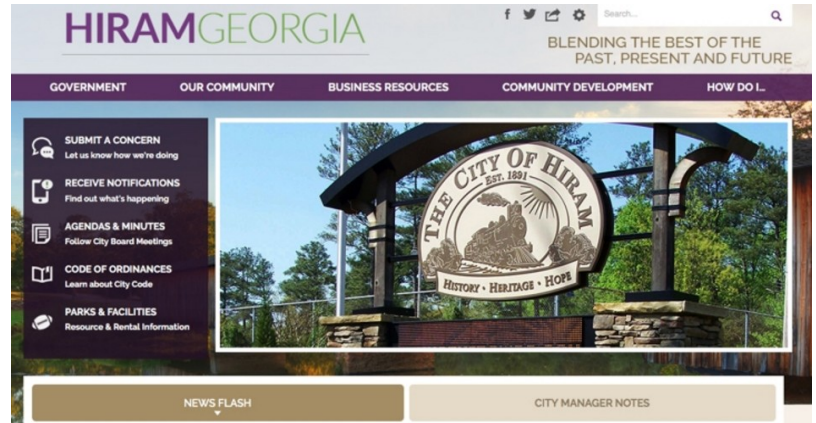 HIRAMGEORGIA
Search...
BLENDING THE BEST OF THE
PAST, PRESENT AND FUTURE
GOVERNMENT
OUR COMMUNITY
BUSINESS RESOURCES
COMMUNITY DEVELOPMENT
HOW DO I...
SUBMIT A CONCERN
Let us know how we're doing
RECEIVE NOTIFICATIONS
Find out what's happening
AGENDAS & MINUTES
Follow City Board Meetings
CODE OF ORDINANCES
Learn about City Code
PARKS & FACILITIES
Resource & Rental Information
THE CITY OF HIRAM
EST. 1891
HISTORY • HERITAGE • HOPE
NEWS FLASH
CITY MANAGER NOTES